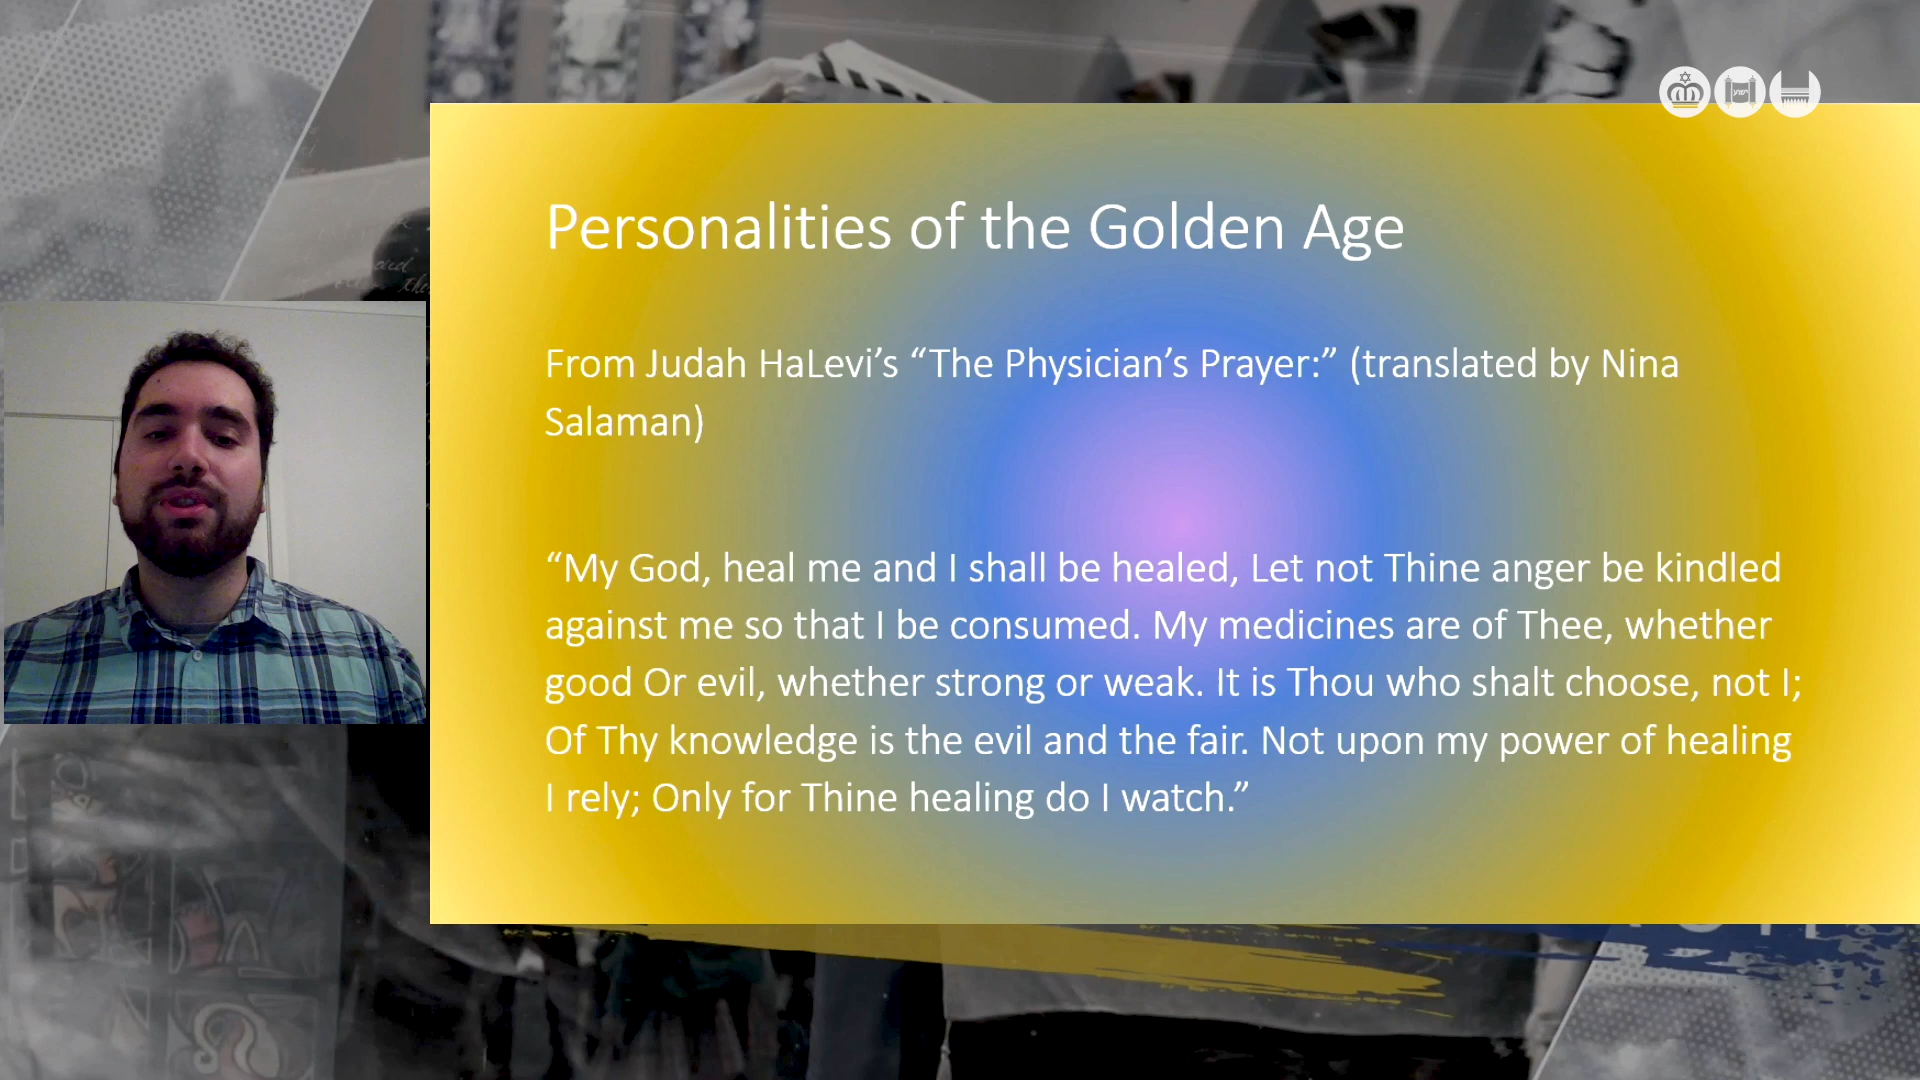 Personalities of the Golden Age
From Judah HaLevi’s “The Physician’s Prayer:” (translated by Nina
Salaman)
“My God, heal me and I shall be healed, Let not Thine anger be kindled
against me so that I be consumed. My medicines are of Thee, whether
good Or evil, whether strong or weak. It is Thou who shalt choose, not I;
Of Thy knowledge is the evil and the fair. Not upon my power of healing
I rely; Only for Thine healing do I watch.”